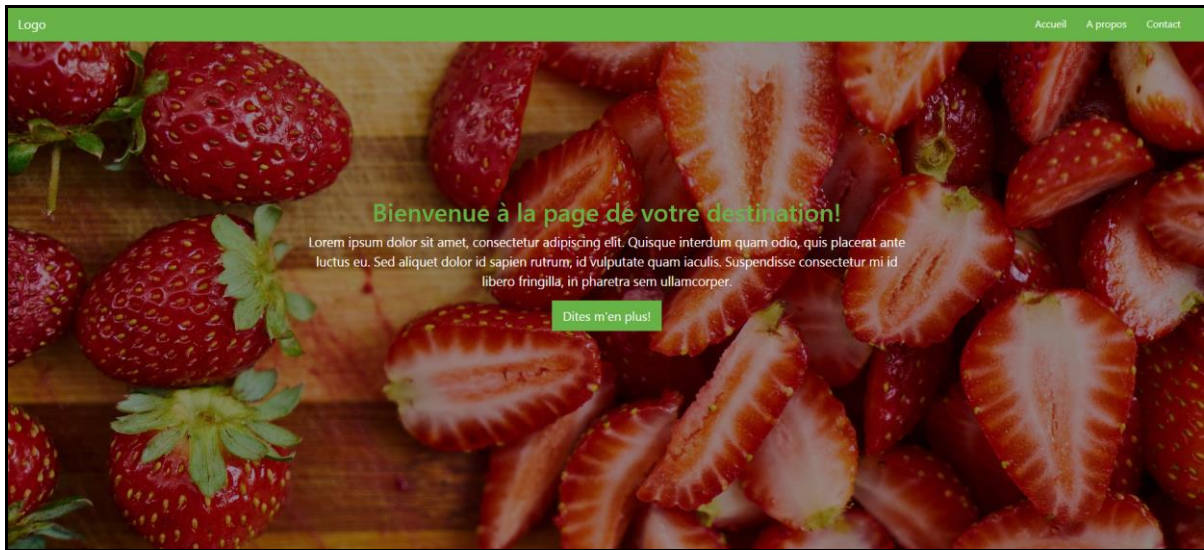 Logo
Accueil A propos Contact
Bienvenue à la page de votre destination!
Lorem ipsum dolor sit amet, consectetur adipiscing elit. Quisque interdum quam odio, quis placerat ante
luctus eu. Sed aliquet dolor id sapien rutrum, id vulputate quam iaculis. Suspendisse consectetur mi id
libero fringilla, in pharetra sem ullamcorper.
Dites m'en plus!